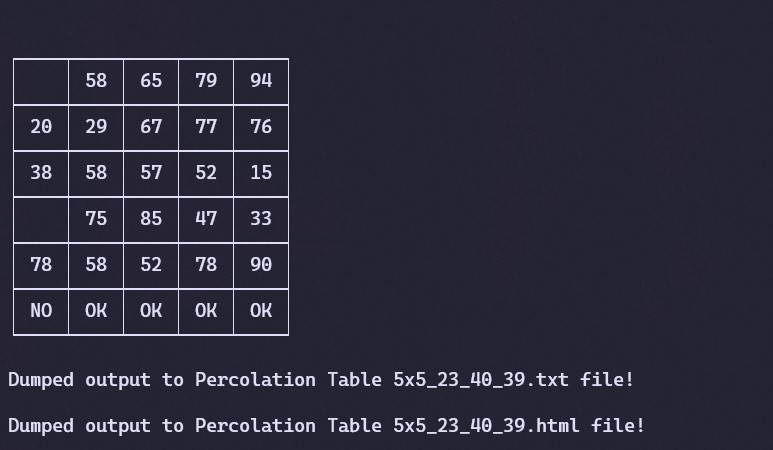 58 65 79 94
20 29 67 77 76
38 58 57 52 15
75 85 47 33
78 58 52 78 90
NO OK OK OK OK
Dumped output to Percolation Table 5x5_23_40_39.txt file!
Dumped output to Percolation Table 5x5_23_40_39.html file!